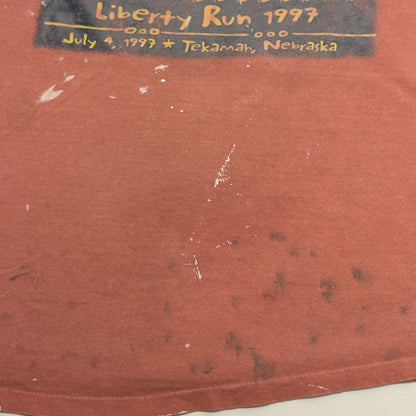 Liberty Run 1997
July 4, 1997 ★ Tekamah, Nebraska